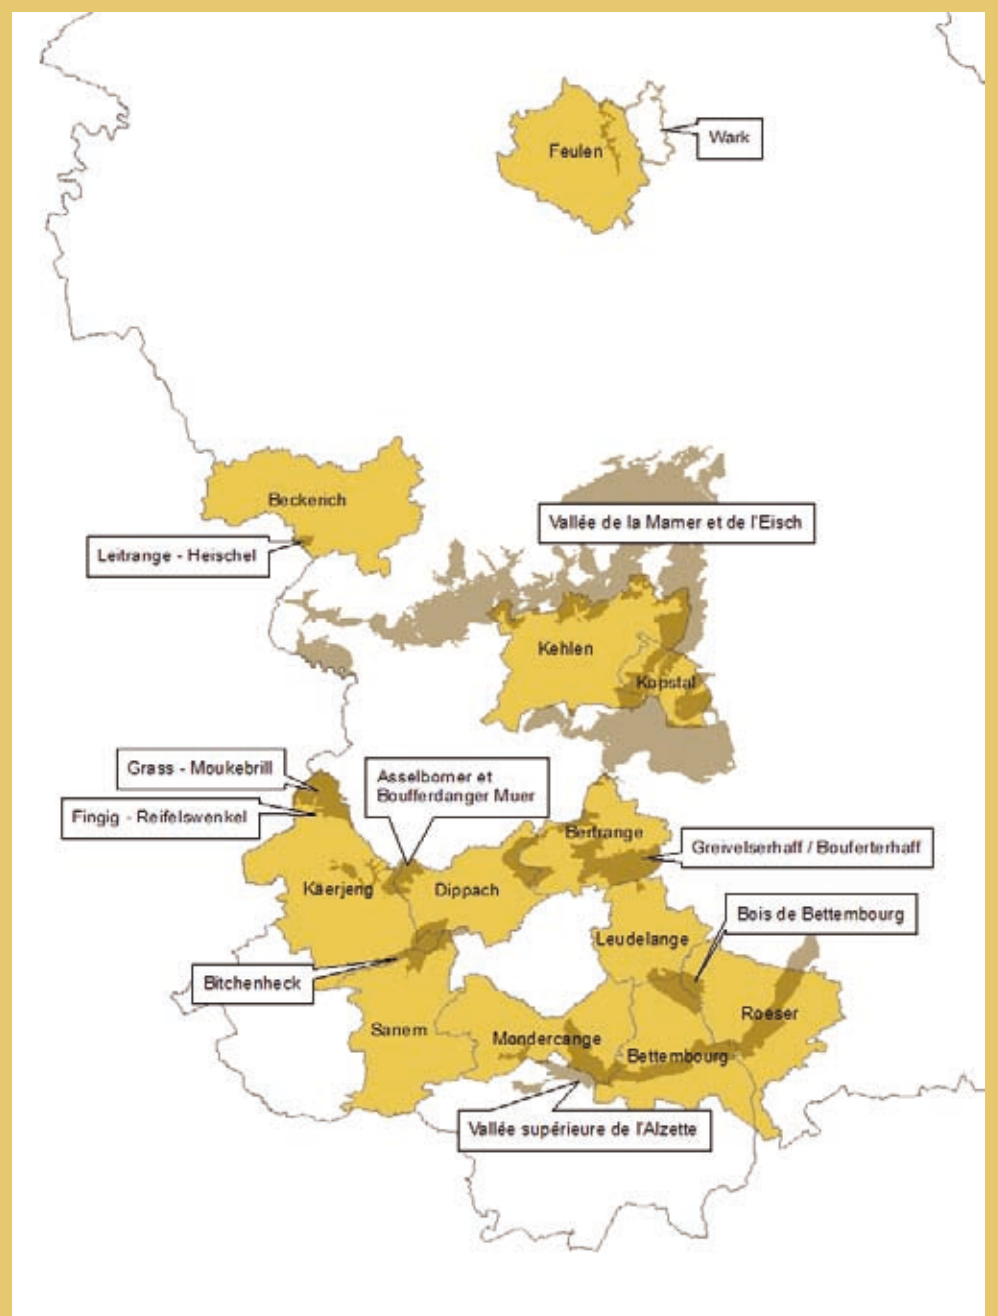 Feulen
Wark
Beckerich
Vallée de la Mamer et de l'Eisch
Leitrange - Heischel
Kehlen
Kopstal
Grass - Moukebrill
Asselborner et
Boufferdanger Muer
Fingig - Reifelswenkel
Bertrange
Greivelserhaff / Bouferterhaff
Käerjeng
Dippach
Bois de Bettembourg
Leudelange
Bitchenheck
Roeser
Sanem
Mondercange
Bettembourg
Vallée supérieure de l'Alzette